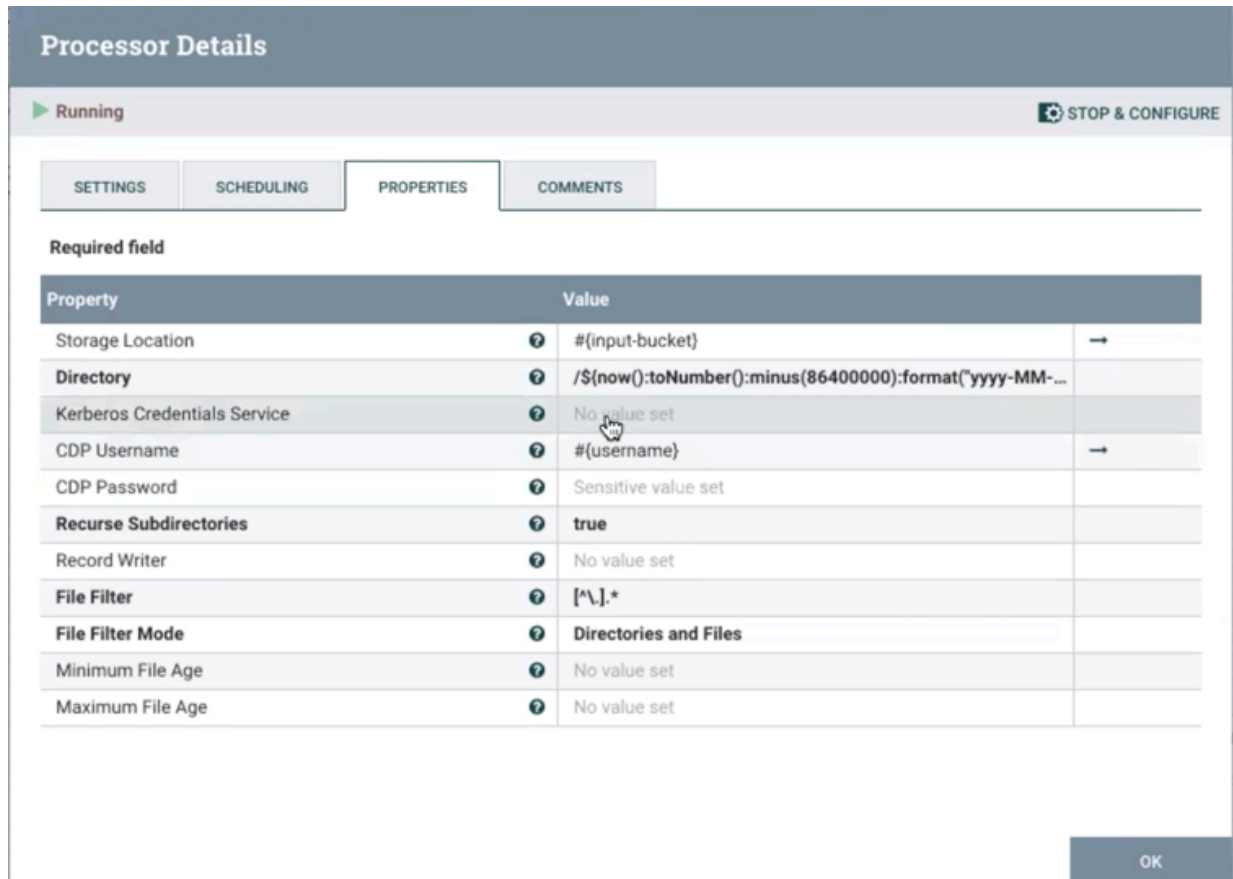 Processor Details
Running
STOP & CONFIGURE
SETTINGS SCHEDULING PROPERTIES COMMENTS
Required field
Property Value
Storage Location #{input-bucket}
Directory /${now():toNumber():minus(86400000):format("yyyy-MM-...
Kerberos Credentials Service No value set
CDP Username #{username}
CDP Password Sensitive value set
Recurse Subdirectories true
Record Writer No value set
File Filter [^\.].*
File Filter Mode Directories and Files
Minimum File Age No value set
Maximum File Age No value set
OK